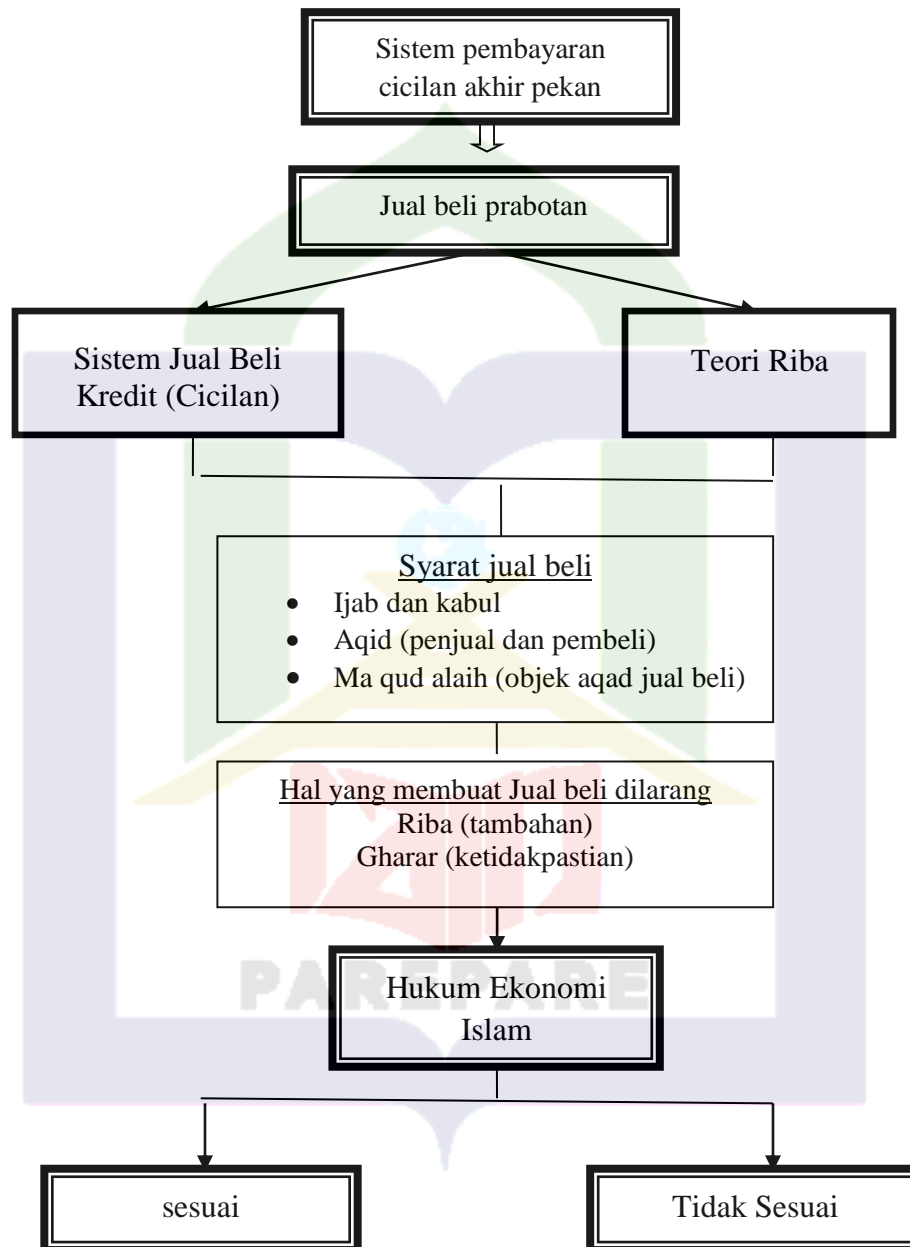 Sistem pembayaran
cicilan akhir pekan
Jual beli prabotan
Sistem Jual Beli
Kredit (Cicilan)
Teori Riba
Syarat jual beli
• Ijab dan kabul
• Aqid (penjual dan pembeli)
• Ma qud alaih (objek aqad jual beli)
Hal yang membuat Jual beli dilarang
Riba (tambahan)
Gharar (ketidakpastian)
PAREPARE
Hukum Ekonomi
Islam
sesuai
Tidak Sesuai